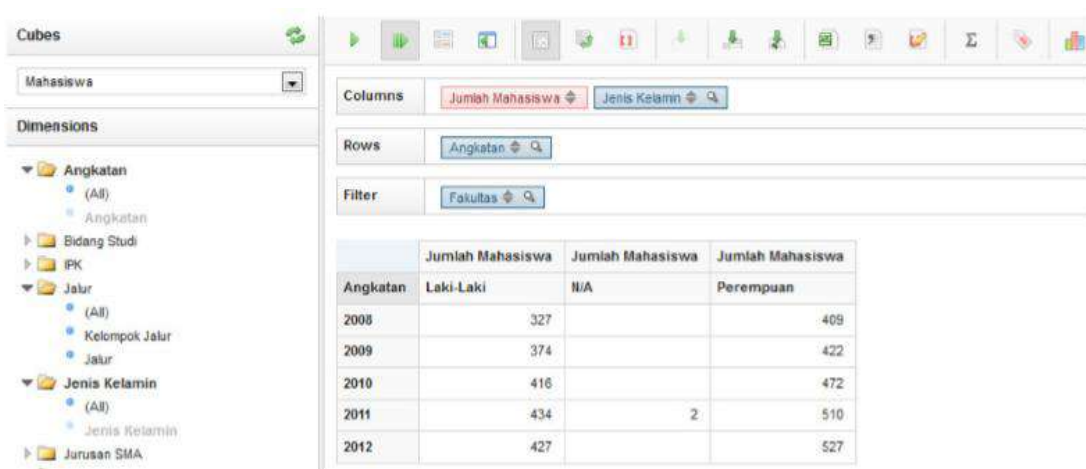 Cubes
Mahasiswa
Dimensions
Angkatan
(All)
Angkatan
Bidang Studi
IPK
Jalur
(All)
Kelompok Jalur
Jalur
Jenis Kelamin
(All)
Jenis Kelamin
Jurusan SMA
Columns Jumlah Mahasiswa Jenis Kelamin
Rows Angkatan
Filter Fakultas
Jumlah Mahasiswa Jumlah Mahasiswa Jumlah Mahasiswa
Angkatan Laki-Laki N/A Perempuan
2008 327 409
2009 374 422
2010 416 472
2011 434 2 510
2012 427 527